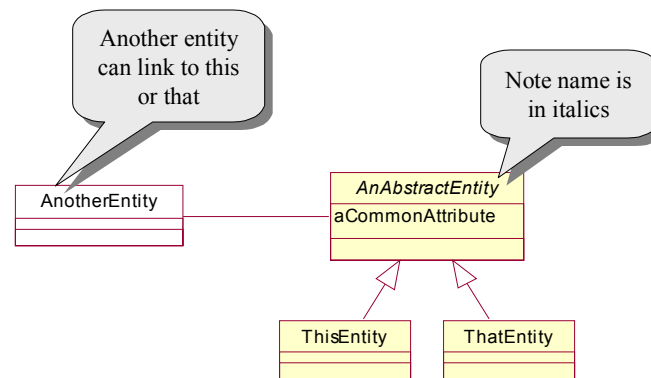 Another entity
can link to this
or that
Note name is
in italics
AnotherEntity
AnAbstractEntity
aCommonAttribute
ThisEntity
ThatEntity